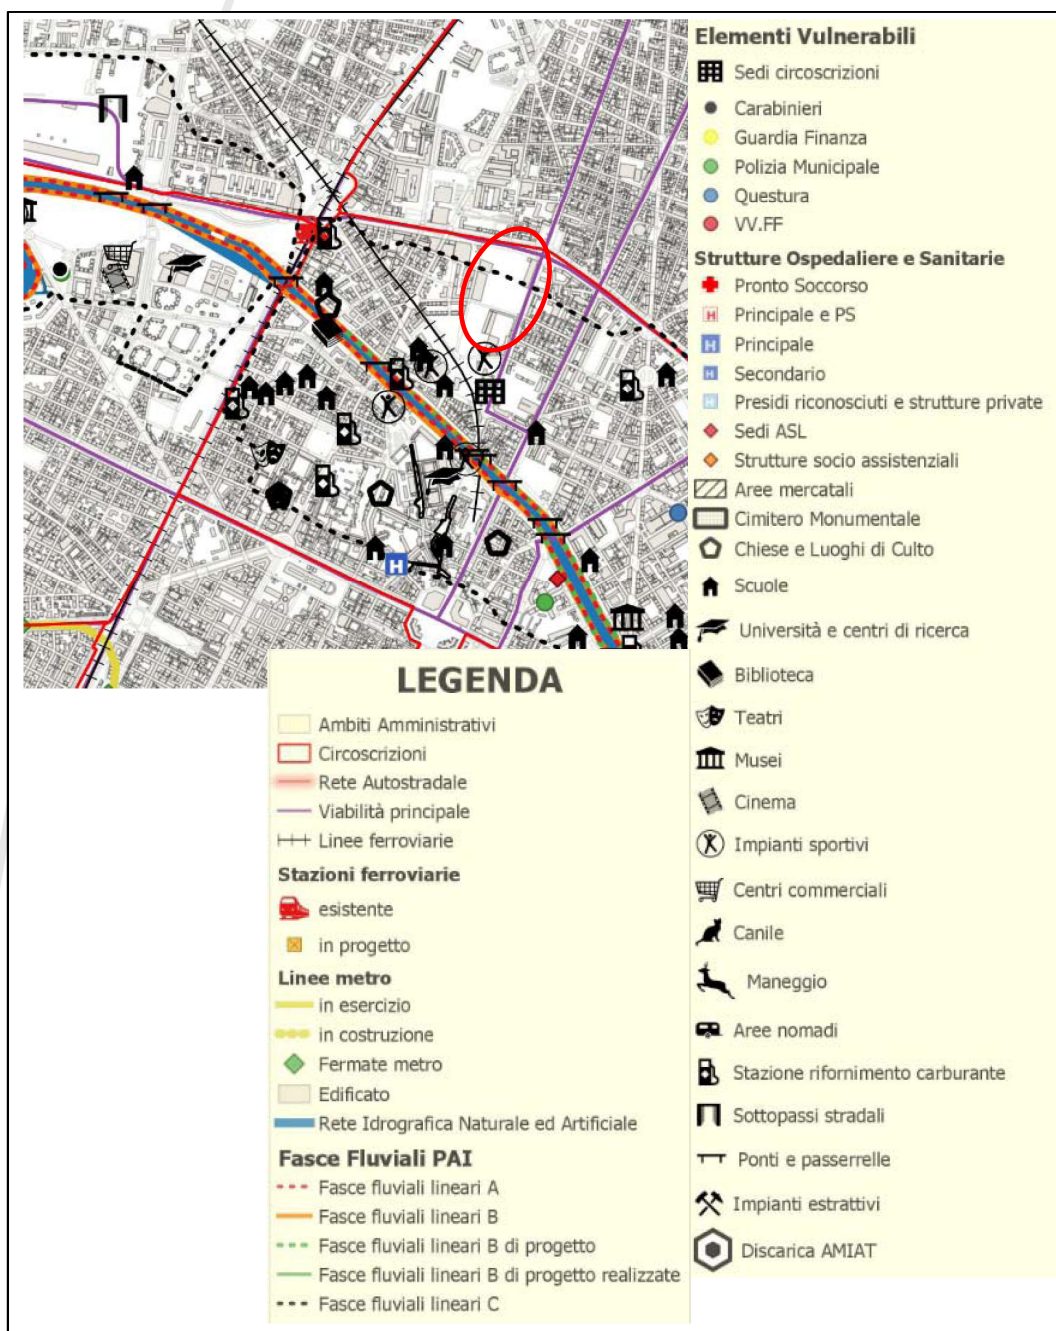 Elementi Vulnerabili
Sedi circoscrizioni
Carabinieri
Guardia Finanza
Polizia Municipale
Questura
VV.FF
Strutture Ospedaliere e Sanitarie
Pronto Soccorso
H Principale e PS
H Principale
H Secondario
H Presidi riconosciuti e strutture private
Sedi ASL
Strutture socio assistenziali
Aree mercatali
Cimitero Monumentale
Chiese e Luoghi di Culto
Scuole
Università e centri di ricerca
Biblioteca
Teatri
Musei
Cinema
Impianti sportivi
Centri commerciali
Canile
Maneggio
Aree nomadi
Stazione rifornimento carburante
Sottopassi stradali
Ponti e passerrelle
Impianti estrattivi
Discarica AMIAT
H
LEGENDA
Ambiti Amministrativi
Circoscrizioni
Rete Autostradale
Viabilità principale
Linee ferroviarie
Stazioni ferroviarie
esistente
in progetto
Linee metro
in esercizio
in costruzione
Fermate metro
Edificato
Rete Idrografica Naturale ed Artificiale
Fasce Fluviali PAI
Fasce fluviali lineari A
Fasce fluviali lineari B
Fasce fluviali lineari B di progetto
Fasce fluviali lineari B di progetto realizzate
Fasce fluviali lineari C